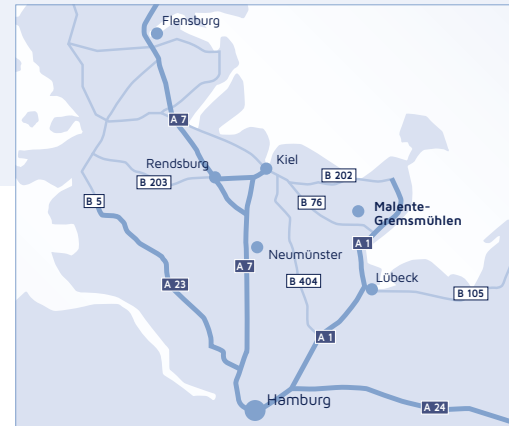 Flensburg
A 7
Rendsburg
Kiel
B 202
B 203
B 76
B 5
Malente-
Gremsmühlen
A 1
Neumünster
A 7
Lübeck
A 23
B 404
B 105
A 1
Hamburg
A 24